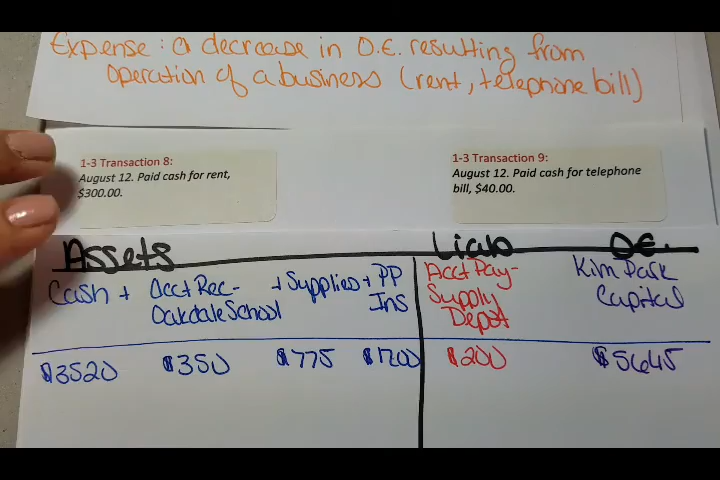 Expense: a decrease in O.E. resulting from
operation of a business (rent, telephone bill)
1-3 Transaction 8:
August 12. Paid cash for rent,
$300.00.
1-3 Transaction 9:
August 12. Paid cash for telephone
bill, $40.00.
Assets Liab O.E.
Cash + Acct Rec- + Supplies + PP Acct Pay- Kim Park
Oakdale School Ins Supply Capital
Depot
$3520 $350 $775 $1200 $200 $5645